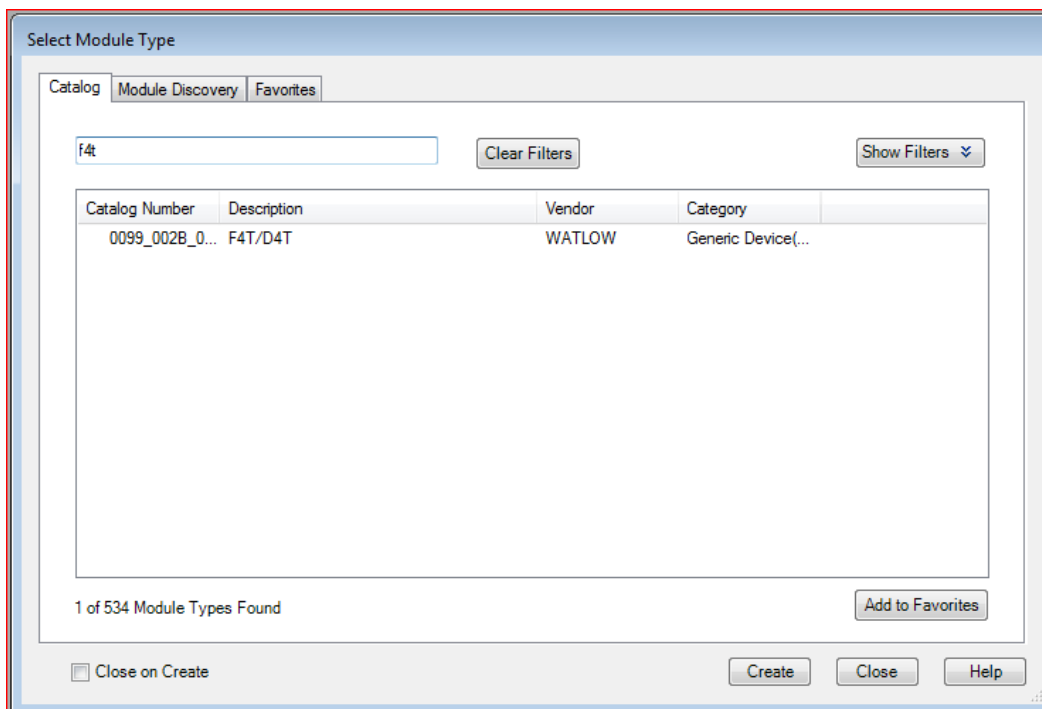 Select Module Type
Catalog Module Discovery Favorites
f4t Clear Filters Show Filters
Catalog Number Description Vendor Category
0099_002B_0... F4T/D4T WATLOW Generic Device(...
1 of 534 Module Types Found Add to Favorites
Close on Create Create Close Help